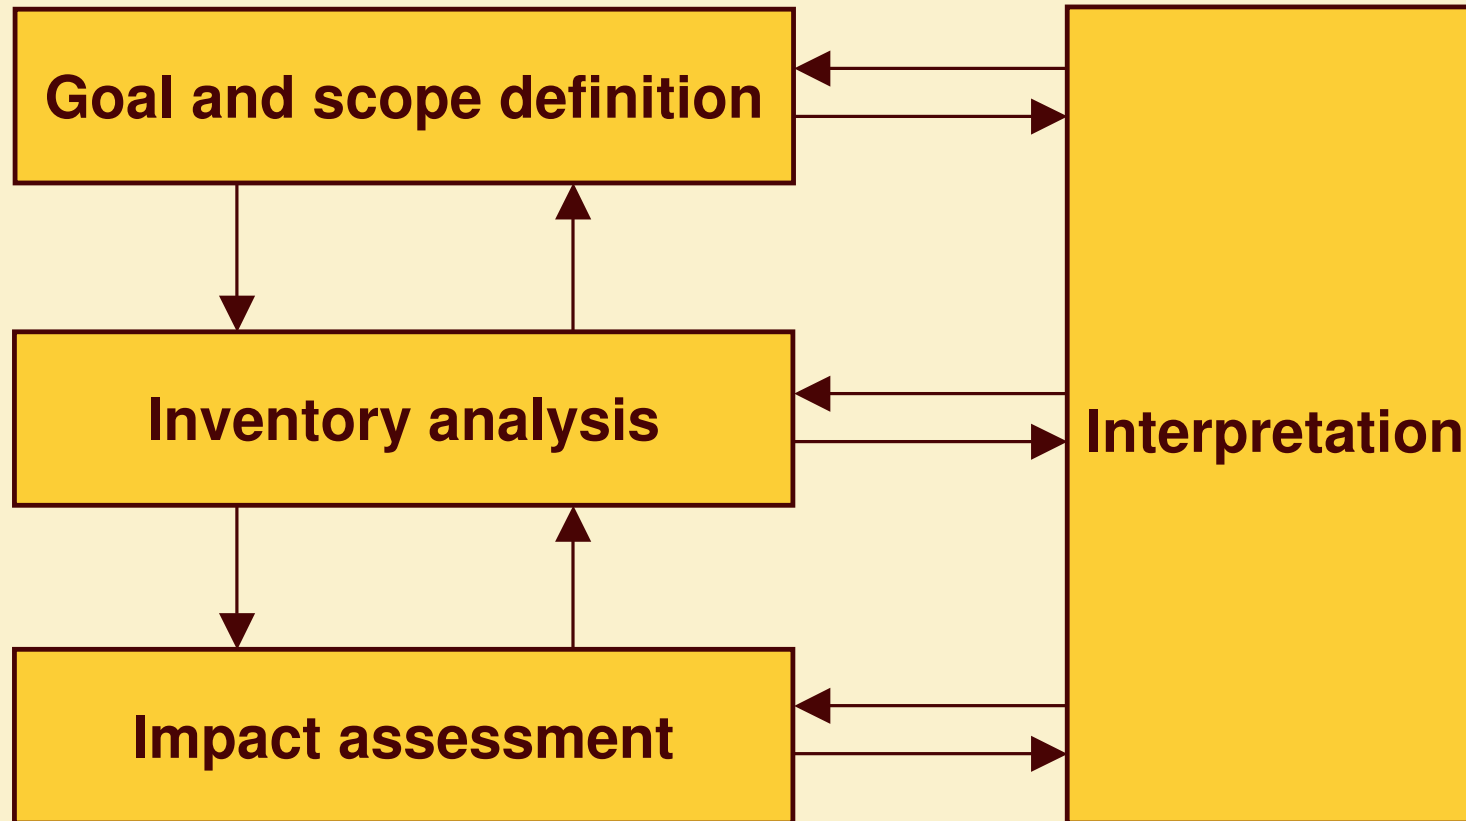 Goal and scope definition
Inventory analysis
Interpretation
Impact assessment